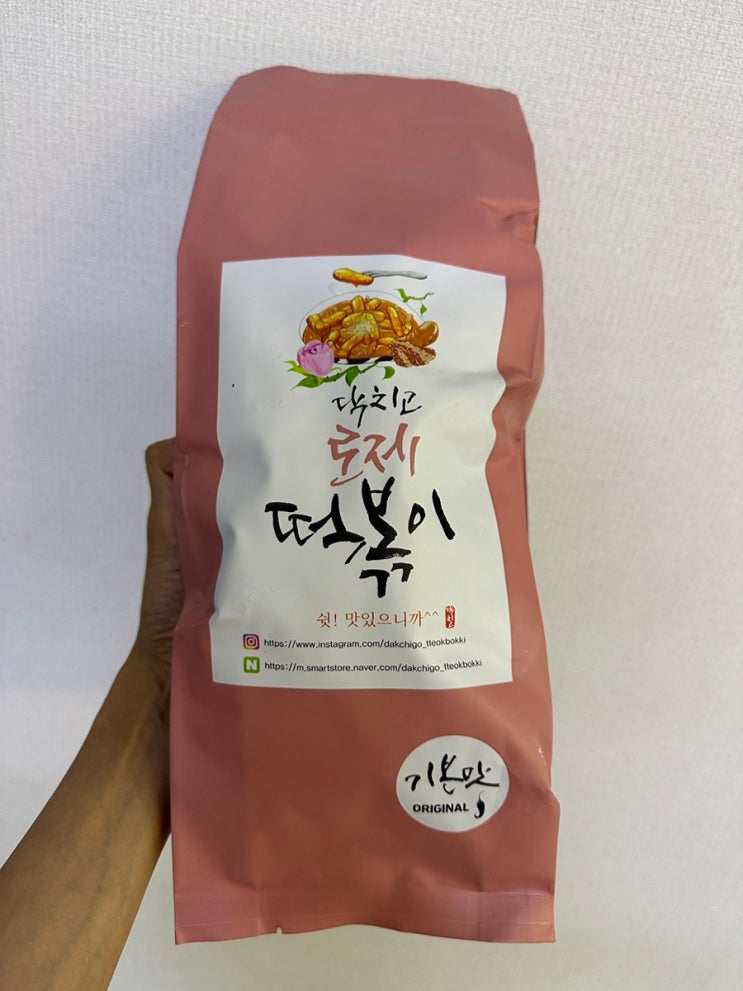 닥치고
로제
떡볶이
쉿! 맛있으니까^^
https://www.instagram.com/dakchigo_tteokbokki
N https://m.smartstore.naver.com/dakchigo_tteokbokki
기본맛
ORIGINAL